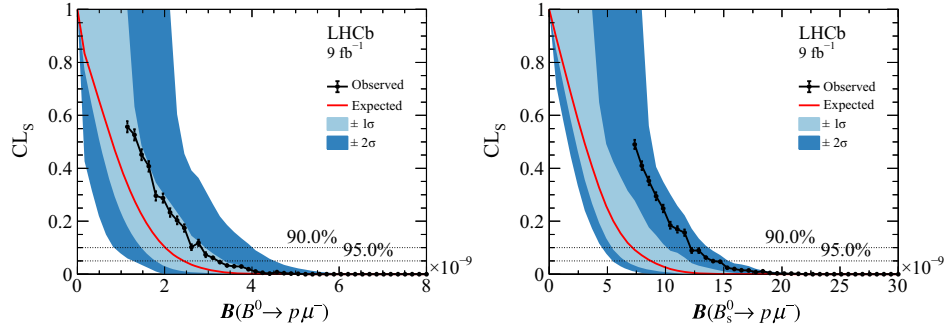 LHCb
9 fb⁻¹
Observed
Expected
± 1σ
± 2σ
CL_S
1
0.8
0.6
0.4
0.2
0
90.0%
95.0%
0 2 4 6 8
×10⁻⁹
B(B⁰→ pμ⁻)
LHCb
9 fb⁻¹
Observed
Expected
± 1σ
± 2σ
CL_S
1
0.8
0.6
0.4
0.2
0
90.0%
95.0%
0 5 10 15 20 25 30
×10⁻⁹
B(B_s⁰→ pμ⁻)